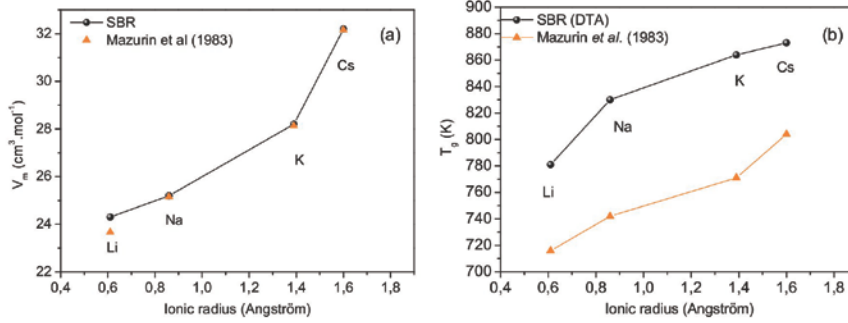 SBR
Mazurin et al (1983)
(a)
Cs
K
Na
Li
32
30
28
26
24
22
V_m (cm³.mol⁻¹)
0,4 0,6 0,8 1,0 1,2 1,4 1,6 1,8
Ionic radius (Angström)
SBR (DTA)
Mazurin et al. (1983)
(b)
Cs
K
Na
Li
880
860
840
820
800
780
760
740
720
700
T_g (K)
0,4 0,6 0,8 1,0 1,2 1,4 1,6 1,8
Ionic radius (Angström)